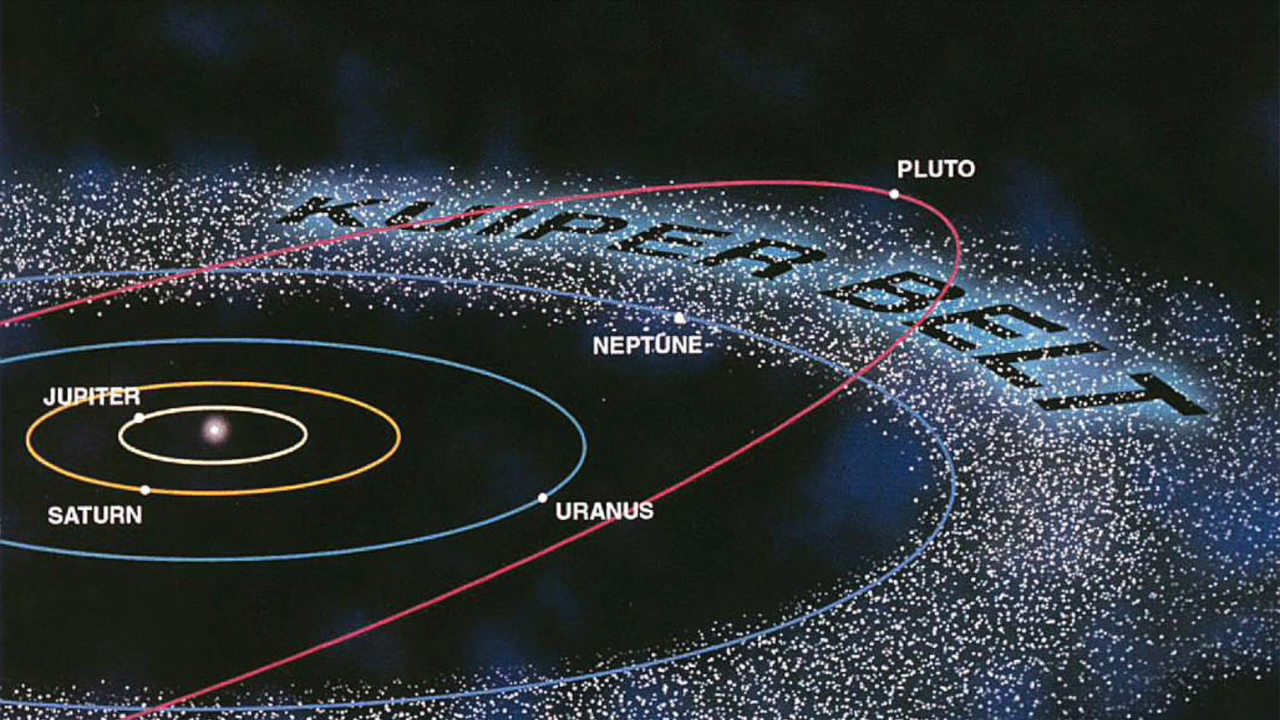 PLUTO
KUIPER BELT
NEPTUNE
JUPITER
SATURN
URANUS